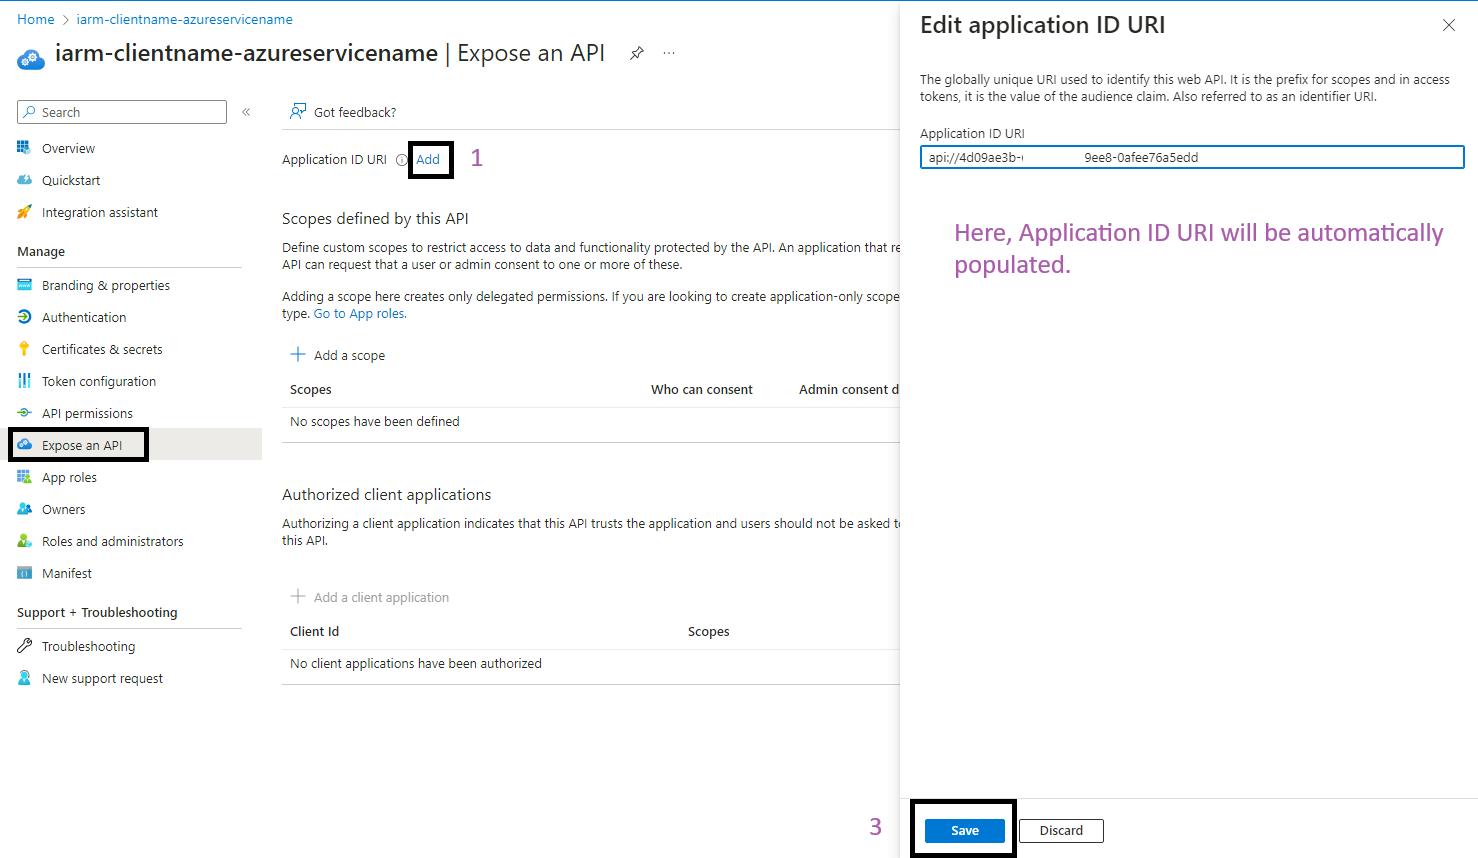 Home > iarm-clientname-azureservicename
iarm-clientname-azureservicename | Expose an API ...
Search «
Overview
Quickstart
Integration assistant
Manage
Branding & properties
Authentication
Certificates & secrets
Token configuration
API permissions
Expose an API
App roles
Owners
Roles and administrators
Manifest
Support + Troubleshooting
Troubleshooting
New support request
Got feedback?
Application ID URI Add 1
Scopes defined by this API
Define custom scopes to restrict access to data and functionality protected by the API. An application that re
API can request that a user or admin consent to one or more of these.
Adding a scope here creates only delegated permissions. If you are looking to create application-only scope
type. Go to App roles.
Add a scope
Scopes Who can consent Admin consent d
No scopes have been defined
Authorized client applications
Authorizing a client application indicates that this API trusts the application and users should not be asked to
this API.
Add a client application
Client Id Scopes
No client applications have been authorized
Edit application ID URI
The globally unique URI used to identify this web API. It is the prefix for scopes and in access
tokens, it is the value of the audience claim. Also referred to as an identifier URI.
Application ID URI
api://4d09ae3b- 9ee8-0afee76a5edd
Here, Application ID URI will be automatically
populated.
3 Save Discard